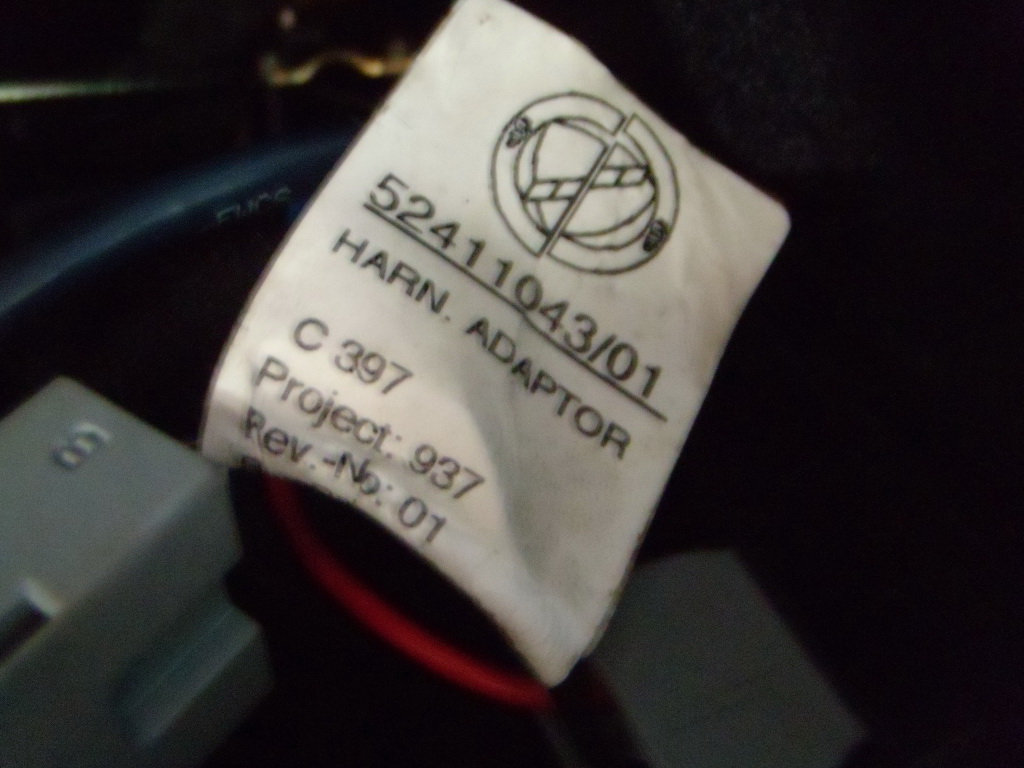 52411043/01
HARN. ADAPTOR
C 397
Project: 937
Rev.-No: 01